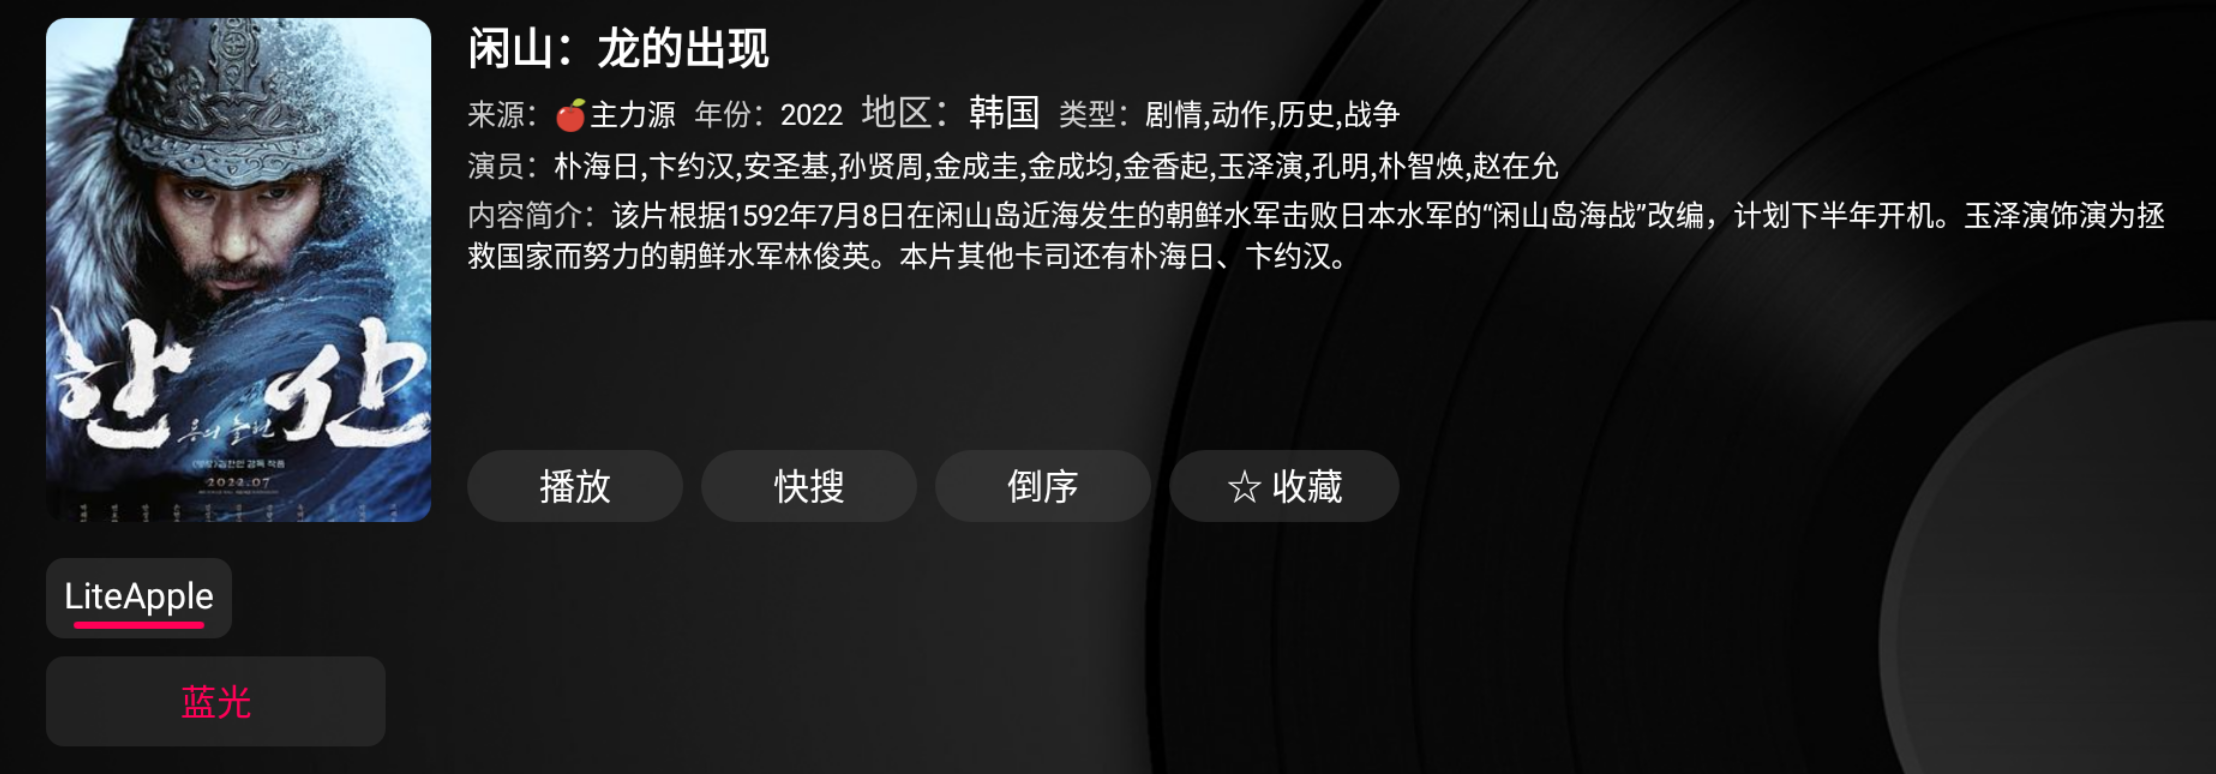 闲山：龙的出现
来源：🍎主力源 年份：2022 地区：韩国 类型：剧情,动作,历史,战争
演员：朴海日,卞约汉,安圣基,孙贤周,金成圭,金成均,金香起,玉泽演,孔明,朴智焕,赵在允
内容简介：该片根据1592年7月8日在闲山岛近海发生的朝鲜水军击败日本水军的“闲山岛海战”改编，计划下半年开机。玉泽演饰演为拯
救国家而努力的朝鲜水军林俊英。本片其他卡司还有朴海日、卞约汉。
한산
용의 출현
김한민 감독 작품
2022.07
播放 快搜 倒序 ☆ 收藏
LiteApple
蓝光